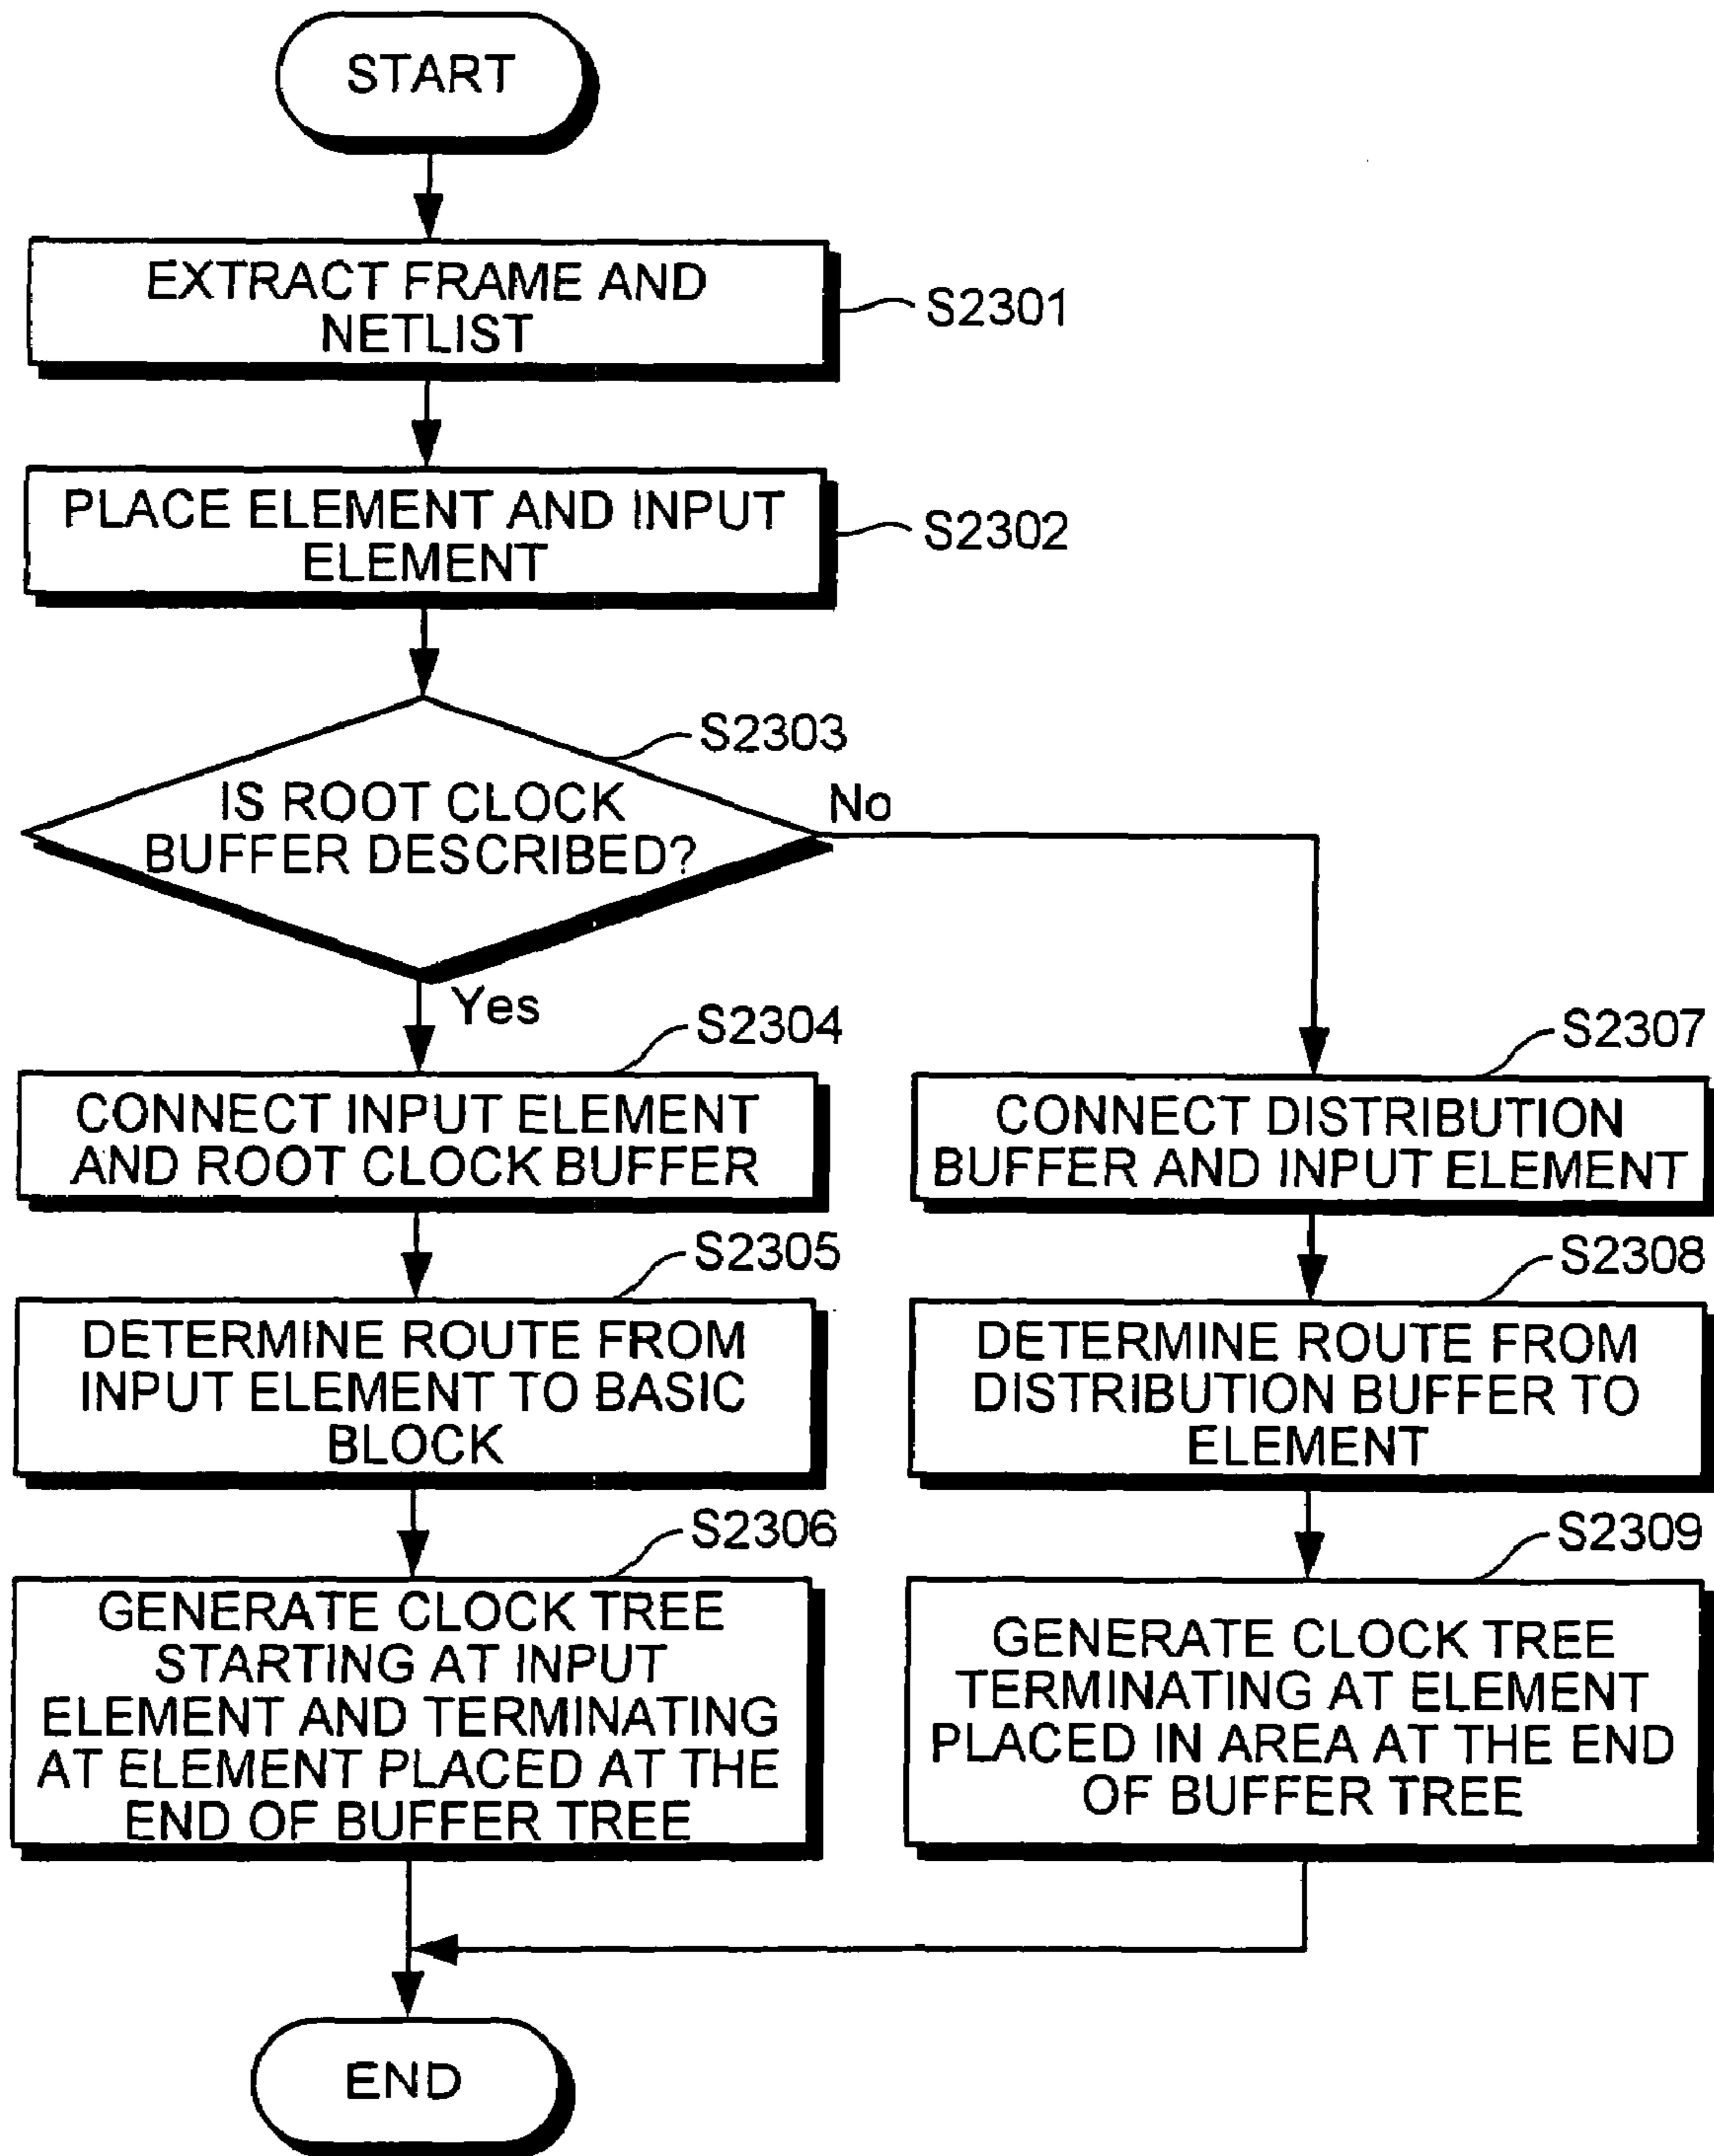 START
EXTRACT FRAME AND
NETLIST
S2301
PLACE ELEMENT AND INPUT
ELEMENT
S2302
S2303
IS ROOT CLOCK
BUFFER DESCRIBED?
No
Yes
S2304
CONNECT INPUT ELEMENT
AND ROOT CLOCK BUFFER
S2305
DETERMINE ROUTE FROM
INPUT ELEMENT TO BASIC
BLOCK
S2306
GENERATE CLOCK TREE
STARTING AT INPUT
ELEMENT AND TERMINATING
AT ELEMENT PLACED AT THE
END OF BUFFER TREE
S2307
CONNECT DISTRIBUTION
BUFFER AND INPUT ELEMENT
S2308
DETERMINE ROUTE FROM
DISTRIBUTION BUFFER TO
ELEMENT
S2309
GENERATE CLOCK TREE
TERMINATING AT ELEMENT
PLACED IN AREA AT THE END
OF BUFFER TREE
END